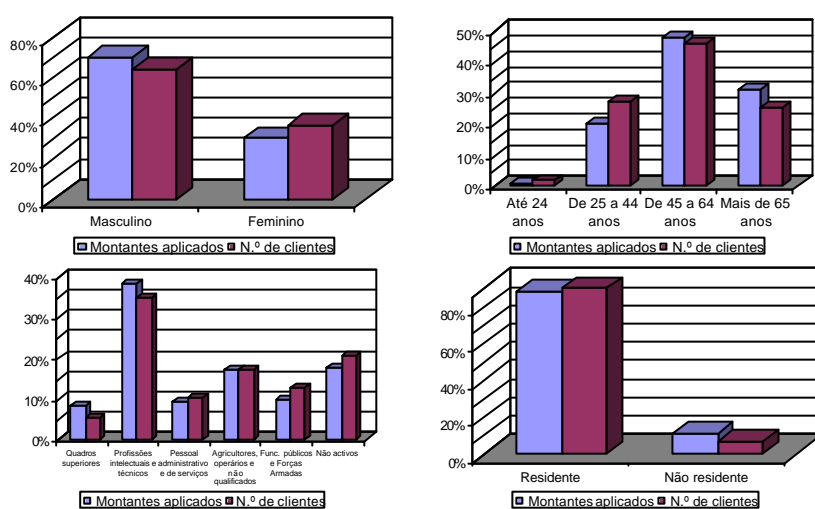 80%
60%
40%
20%
0%
Masculino Feminino
Montantes aplicados N.º de clientes
50%
40%
30%
20%
10%
0%
Até 24 anos
De 25 a 44 anos
De 45 a 64 anos
Mais de 65 anos
Montantes aplicados N.º de clientes
40%
30%
20%
10%
0%
Quadros superiores
Profissões intelectuais e técnicos
Pessoal administrativo e de serviços
Agricultores, operários e não qualificados
Func. públicos e Forças Armadas
Não activos
Montantes aplicados N.º de clientes
80%
60%
40%
20%
0%
Residente Não residente
Montantes aplicados N.º de clientes